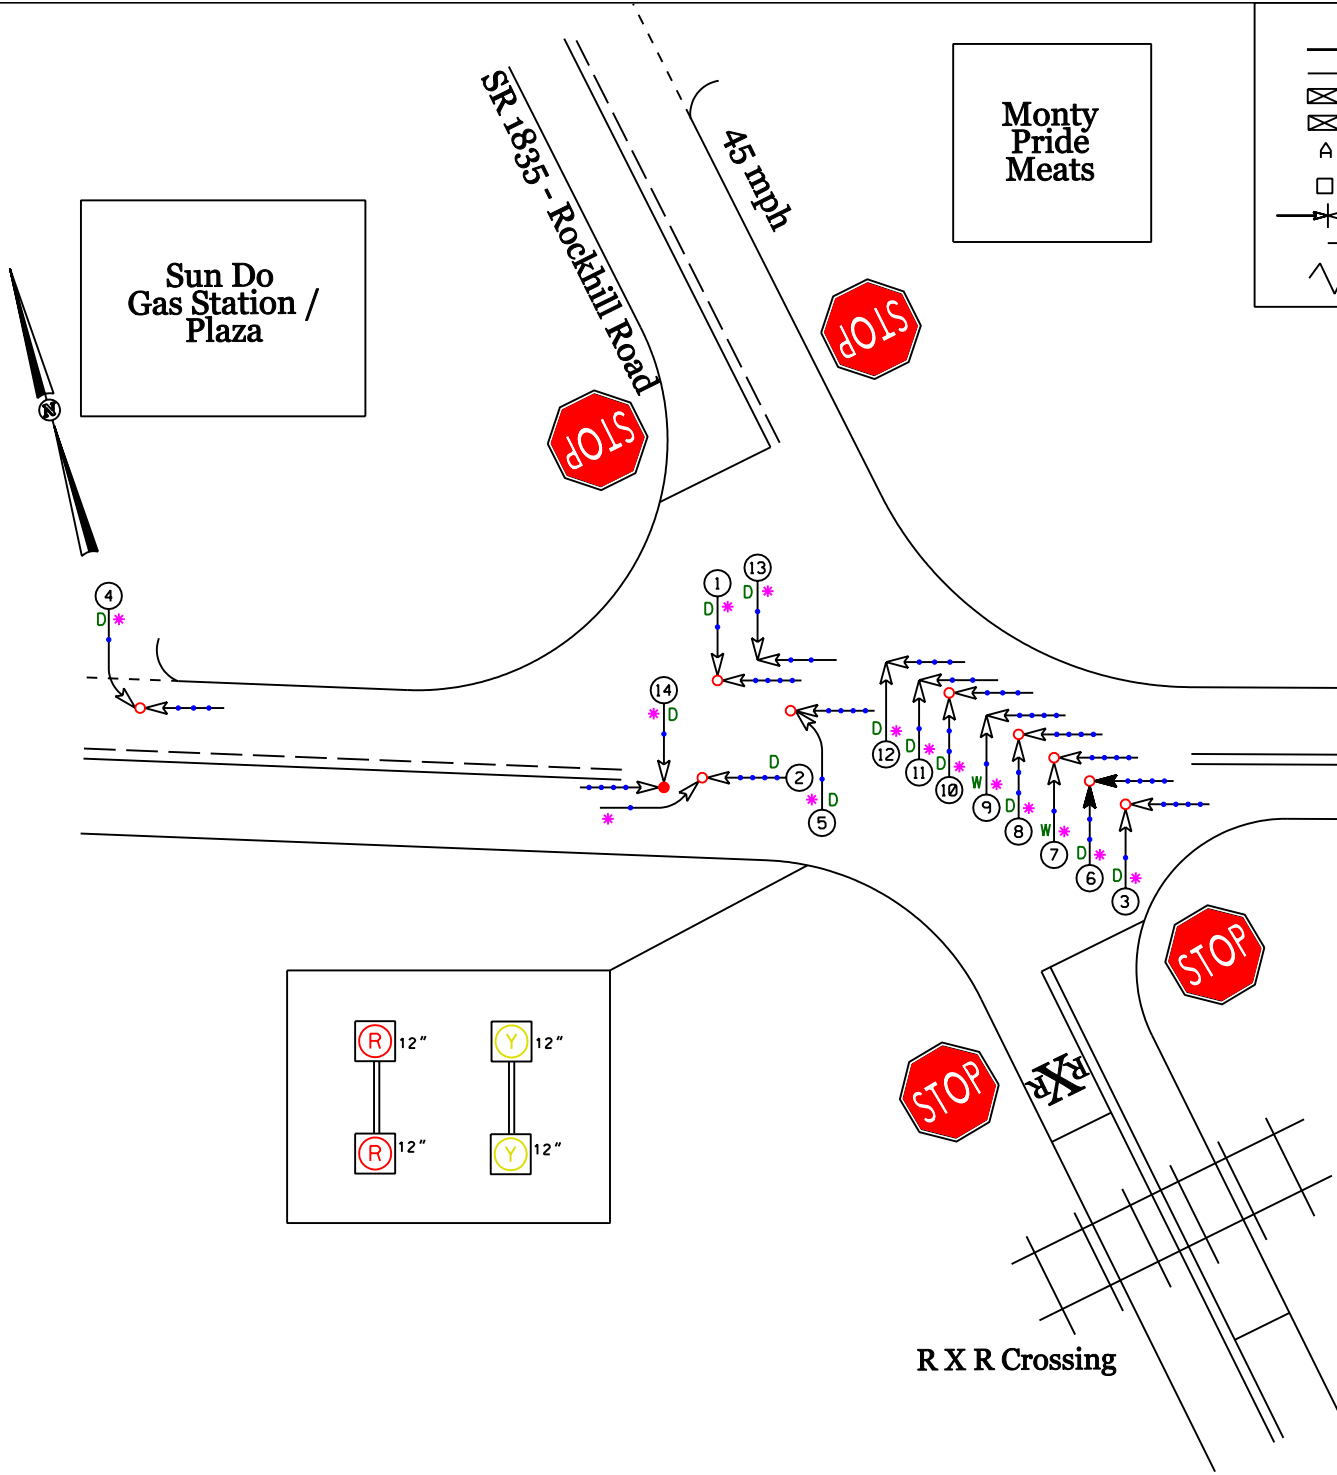 SR 1835 - Rockhill Road
45 mph
Monty
Pride
Meats
A
Sun Do
Gas Station /
Plaza
STOP
STOP
N
4
D *
1
D *
13
D *
14
* D
2
D
*
5
* D
12
D *
11
D *
10
D *
9
W *
8
D *
7
W *
6
D *
3
D *
STOP
STOP
R 12"
Y 12"
R 12"
Y 12"
RXR
R X R Crossing